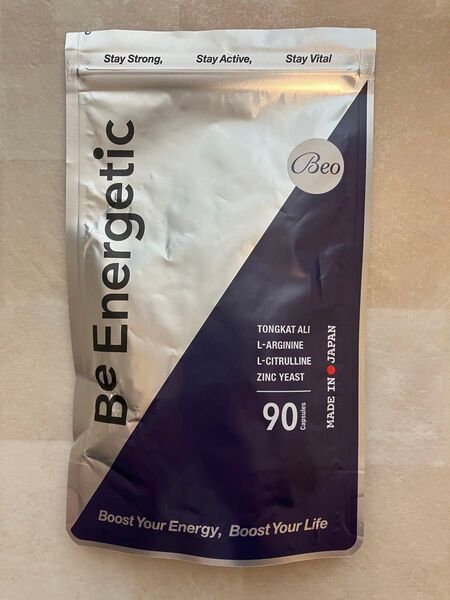 Stay Strong, Stay Active, Stay Vital
Be Energetic
Beo
TONGKAT ALI
L-ARGININE
L-CITRULLINE
ZINC YEAST
90 Capsules
MADE IN JAPAN
Boost Your Energy, Boost Your Life